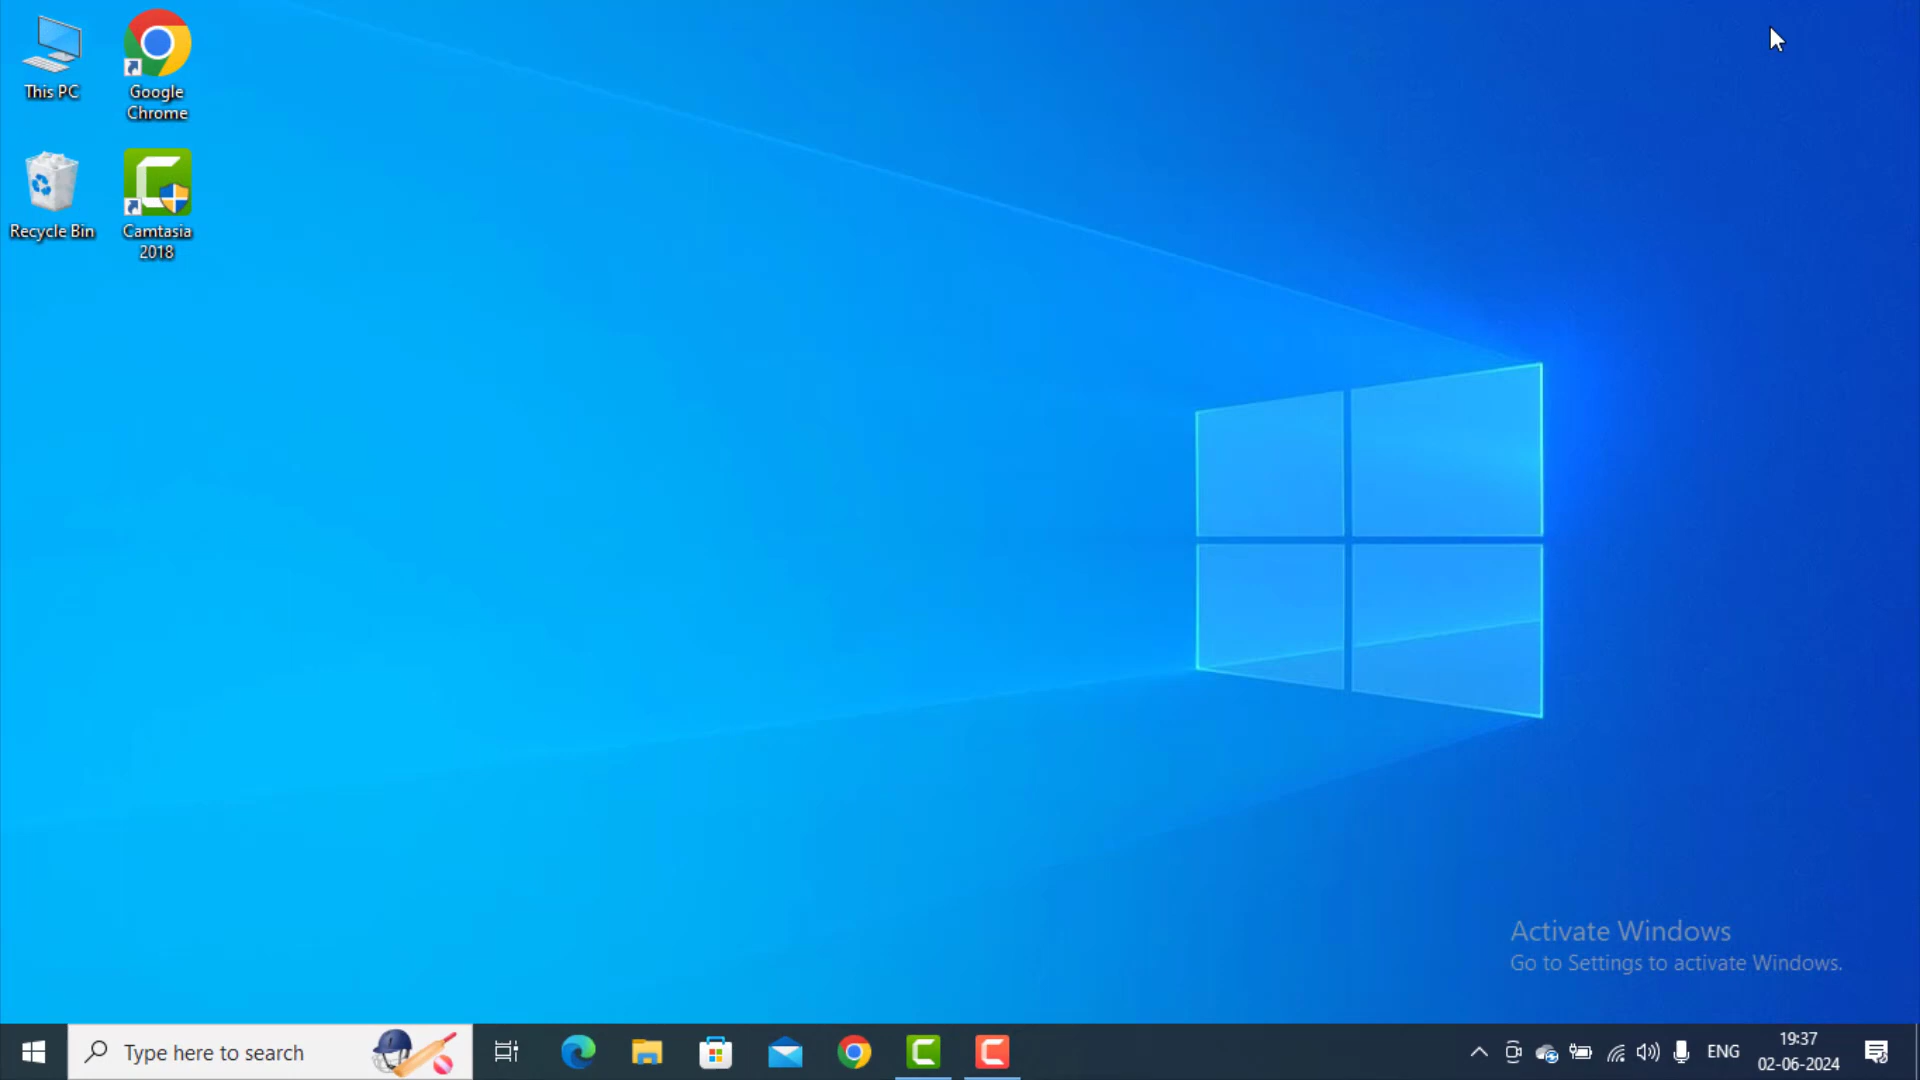 This PC
Google
Chrome
Recycle Bin
Camtasia
2018
Activate Windows
Go to Settings to activate Windows.
Type here to search
ENG
19:37
02-06-2024